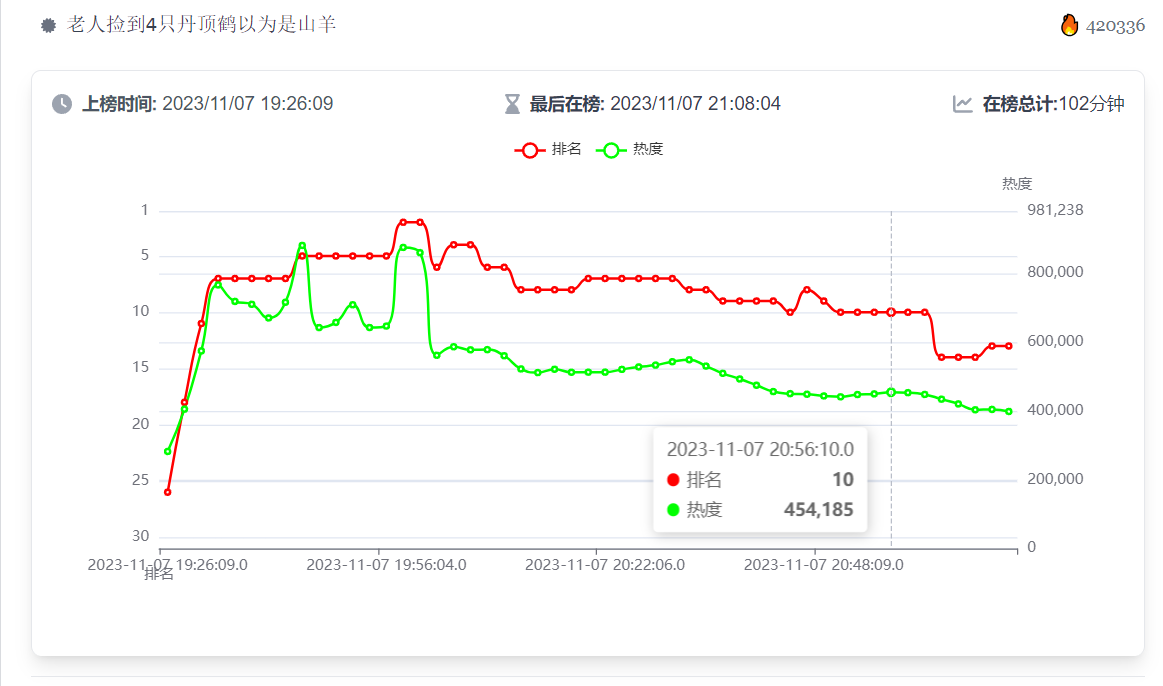 老人捡到4只丹顶鹤以为是山羊 420336
上榜时间: 2023/11/07 19:26:09 最后在榜: 2023/11/07 21:08:04 在榜总计:102分钟
排名 热度
热度
1 981,238
5
800,000
10
600,000
15
20 400,000
2023-11-07 20:56:10.0
25 排名 10 200,000
热度 454,185
30
0
2023-11-07 19:26:09.0 2023-11-07 19:56:04.0 2023-11-07 20:22:06.0 2023-11-07 20:48:09.0
排名